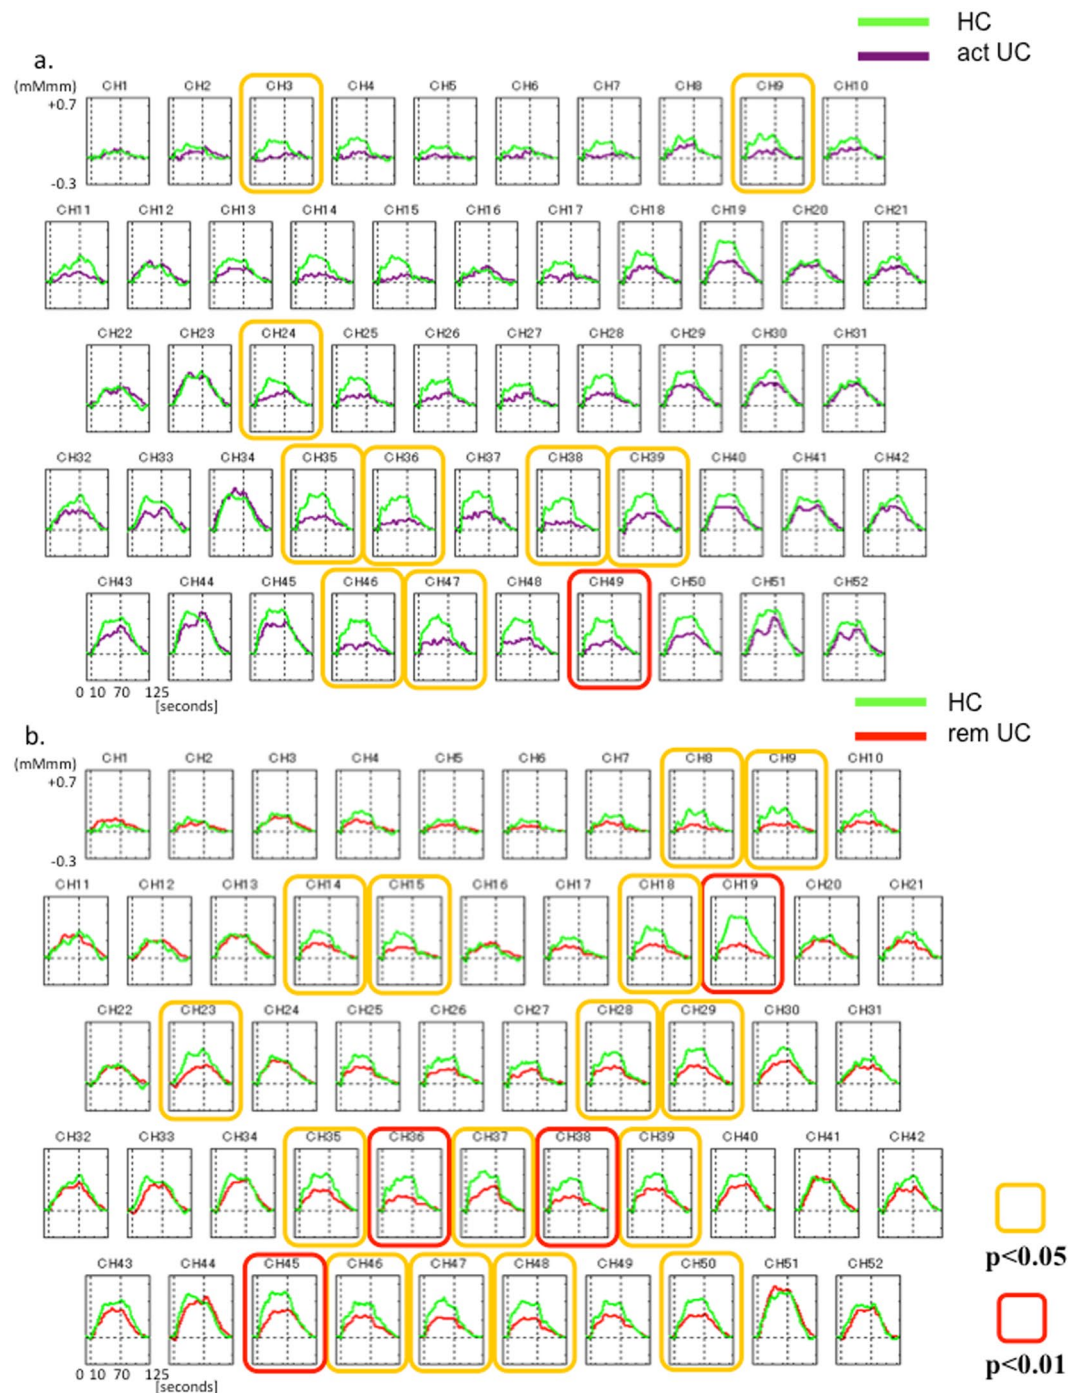 HC
act UC
a.
(mMmm)
CH1 CH2 CH3 CH4 CH5 CH6 CH7 CH8 CH9 CH10
+0.7
-0.3
CH11 CH12 CH13 CH14 CH15 CH16 CH17 CH18 CH19 CH20 CH21
CH22 CH23 CH24 CH25 CH26 CH27 CH28 CH29 CH30 CH31
CH32 CH33 CH34 CH35 CH36 CH37 CH38 CH39 CH40 CH41 CH42
CH43 CH44 CH45 CH46 CH47 CH48 CH49 CH50 CH51 CH52
0 10 70 125
[seconds]
HC
rem UC
b.
(mMmm)
CH1 CH2 CH3 CH4 CH5 CH6 CH7 CH8 CH9 CH10
+0.7
-0.3
CH11 CH12 CH13 CH14 CH15 CH16 CH17 CH18 CH19 CH20 CH21
CH22 CH23 CH24 CH25 CH26 CH27 CH28 CH29 CH30 CH31
CH32 CH33 CH34 CH35 CH36 CH37 CH38 CH39 CH40 CH41 CH42
p<0.05
CH43 CH44 CH45 CH46 CH47 CH48 CH49 CH50 CH51 CH52
p<0.01
0 10 70 125
[seconds]